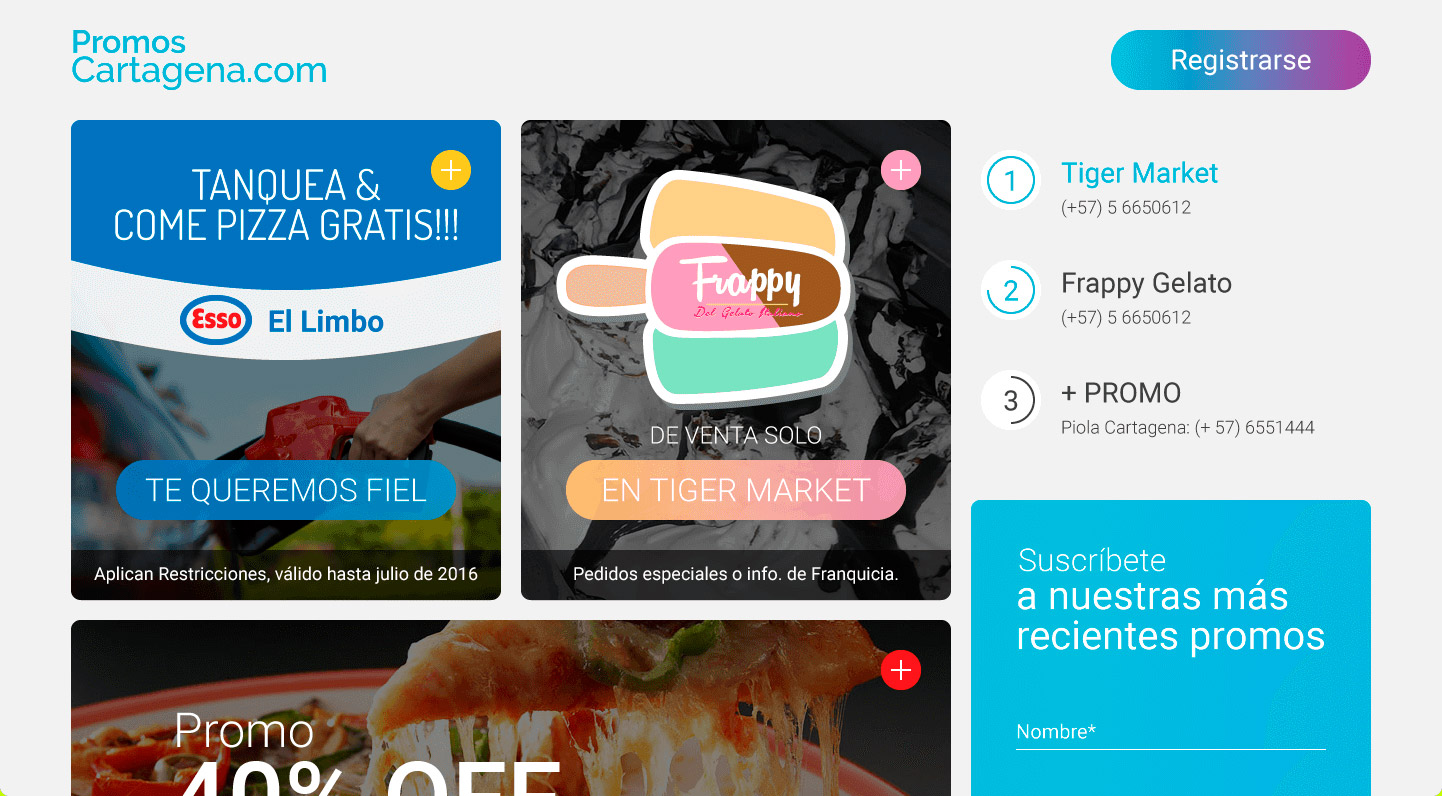 Promos
Cartagena.com
Registrarse
TANQUEA &
COME PIZZA GRATIS!!!
Esso El Limbo
TE QUEREMOS FIEL
Aplican Restricciones, válido hasta julio de 2016
Frappy
Del Gelato Italiano
DE VENTA SOLO
EN TIGER MARKET
Pedidos especiales o info. de Franquicia.
1 Tiger Market
(+57) 5 6650612
2 Frappy Gelato
(+57) 5 6650612
3 + PROMO
Piola Cartagena: (+ 57) 6551444
Promo
40% OFF
Suscríbete
a nuestras más
recientes promos
Nombre*